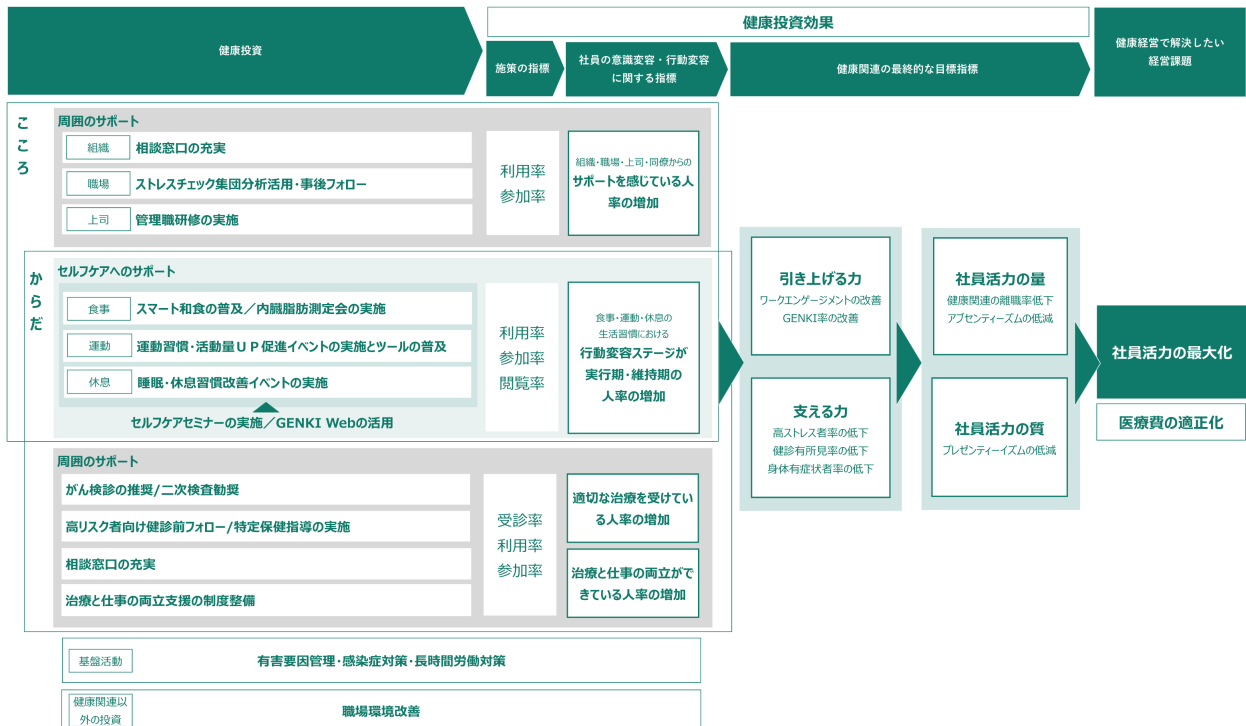 健康投資
健康投資効果
施策の指標
社員の意識変容・行動変容
に関する指標
健康関連の最終的な目標指標
健康経営で解決したい
経営課題
こころ
周囲のサポート
組織
相談窓口の充実
職場
ストレスチェック集団分析活用・事後フォロー
上司
管理職研修の実施
利用率
参加率
組織・職場・上司・同僚からの
サポートを感じている人
率の増加
からだ
セルフケアへのサポート
食事
スマート和食の普及／内臓脂肪測定会の実施
運動
運動習慣・活動量UP促進イベントの実施とツールの普及
休息
睡眠・休息習慣改善イベントの実施
セルフケアセミナーの実施／GENKI Webの活用
利用率
参加率
閲覧率
食事・運動・休息の
生活習慣における
行動変容ステージが
実行期・維持期の
人率の増加
周囲のサポート
がん検診の推奨/二次検査勧奨
高リスク者向け健診前フォロー/特定保健指導の実施
相談窓口の充実
治療と仕事の両立支援の制度整備
受診率
利用率
参加率
適切な治療を受けてい
る人率の増加
治療と仕事の両立がで
きている人率の増加
引き上げる力
ワークエンゲージメントの改善
GENKI率の改善
支える力
高ストレス者率の低下
健診有所見率の低下
身体有症状者率の低下
社員活力の量
健康関連の離職率低下
アブセンティーズムの低減
社員活力の質
プレゼンティーイズムの低減
社員活力の最大化
医療費の適正化
基盤活動
有害要因管理・感染症対策・長時間労働対策
健康関連以
外の投資
職場環境改善